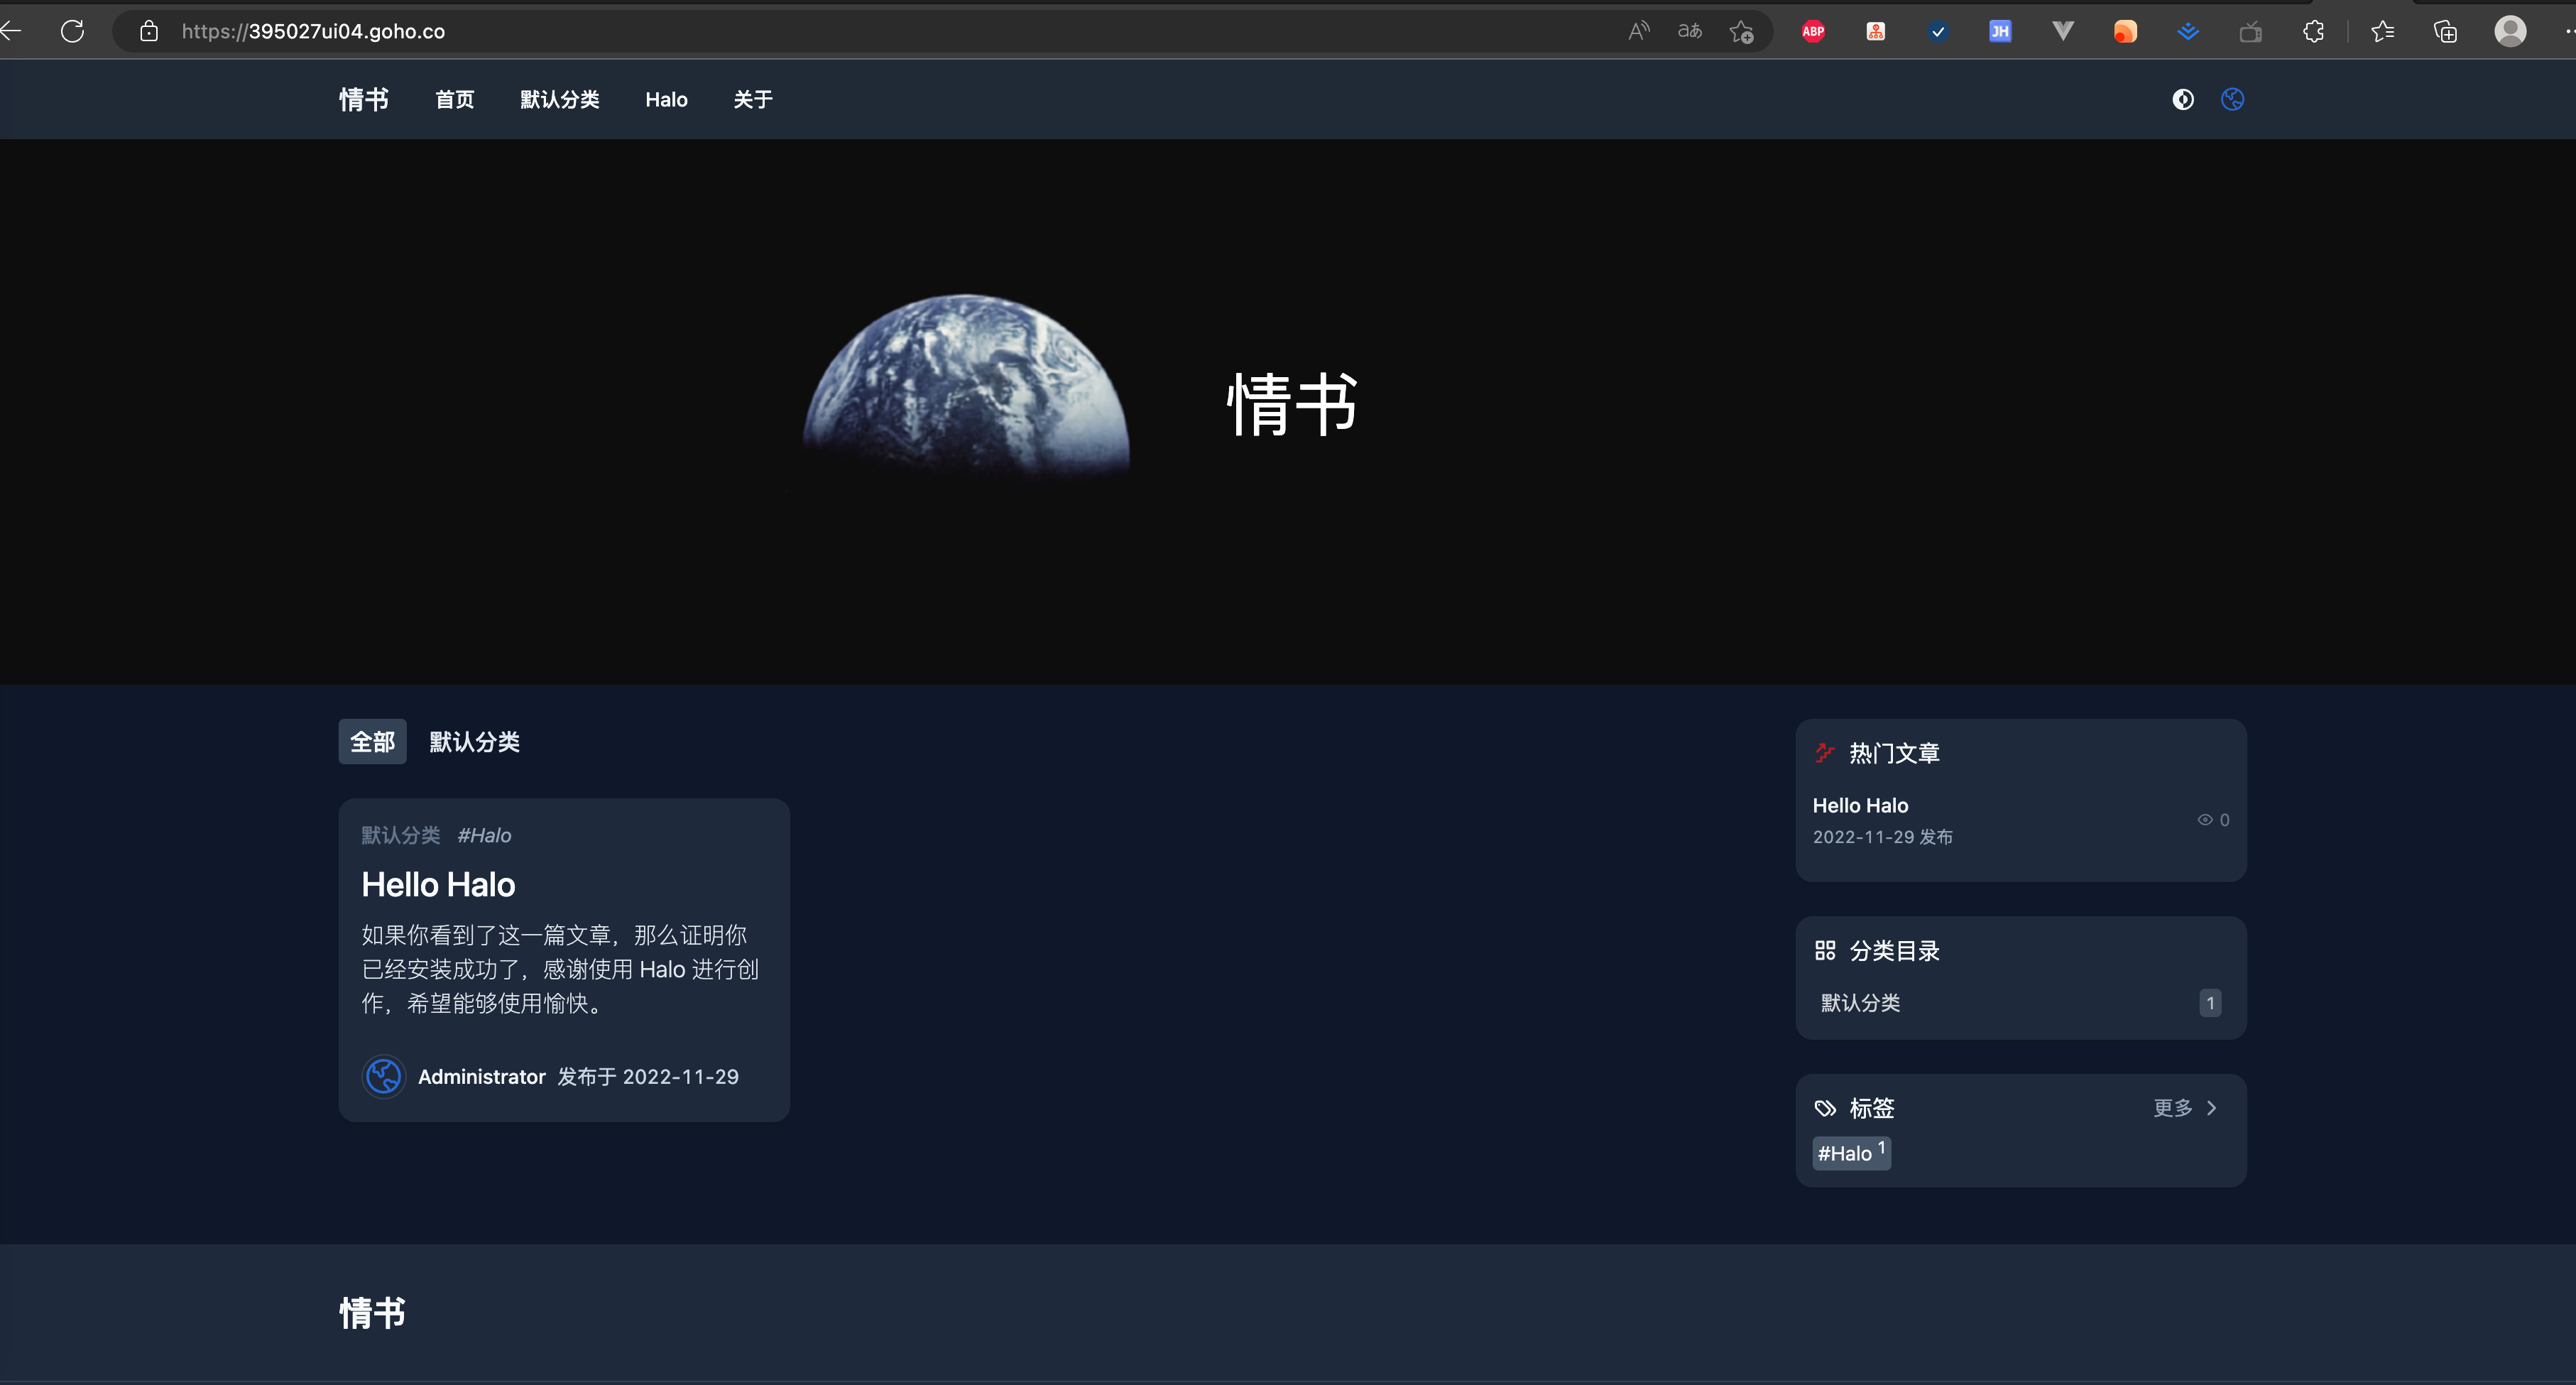 https://395027ui04.goho.co
ABP
JH
情书 首页 默认分类 Halo 关于
情书
全部 默认分类
默认分类 #Halo
Hello Halo
如果你看到了这一篇文章，那么证明你
已经安装成功了，感谢使用 Halo 进行创
作，希望能够使用愉快。
Administrator 发布于 2022-11-29
热门文章
Hello Halo
2022-11-29 发布
0
分类目录
默认分类 1
标签 更多
#Halo 1
情书